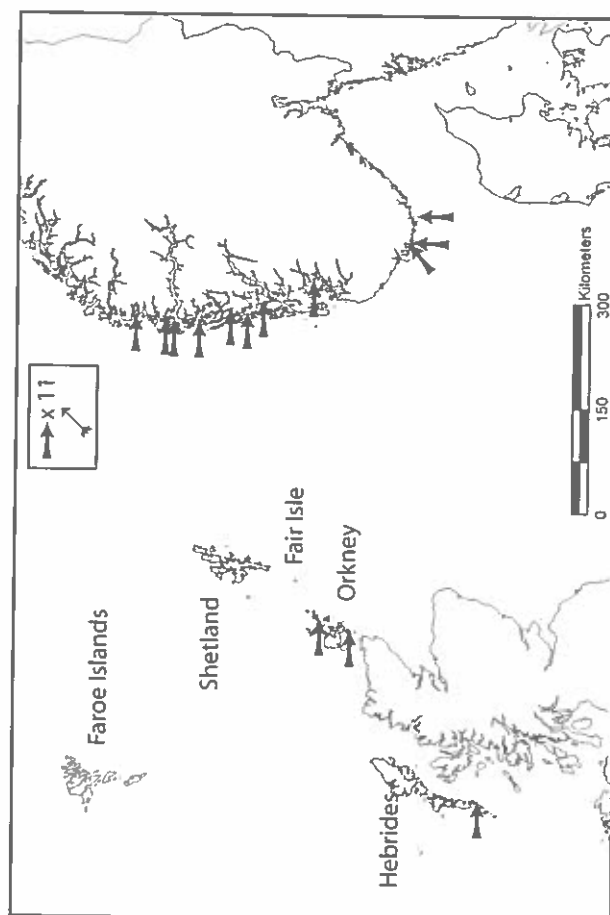 x 11
Faroe Islands
Shetland
Fair Isle
Orkney
Hebrides
0 150 300
Kilometers